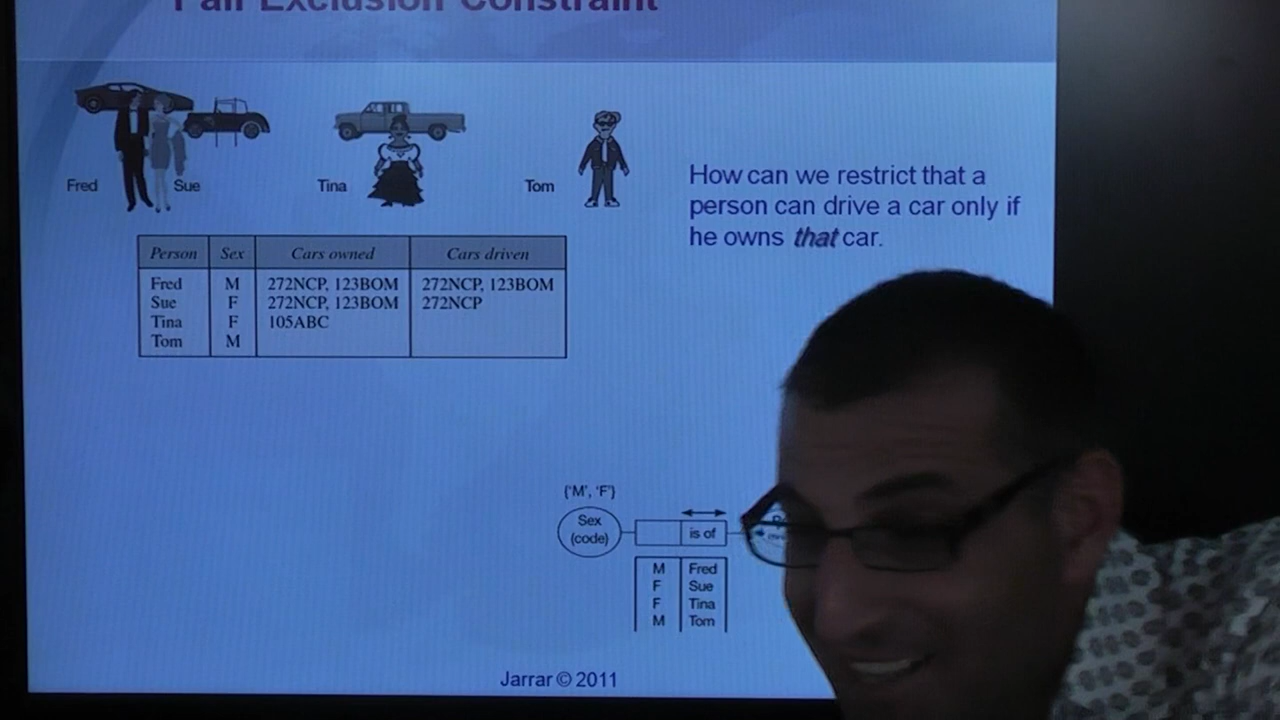 Exclusion Constraint
Fred
Sue
Tina
Tom
How can we restrict that a
person can drive a car only if
he owns that car.
Person Sex Cars owned Cars driven
Fred M 272NCP, 123BOM 272NCP, 123BOM
Sue F 272NCP, 123BOM 272NCP
Tina F 105ABC
Tom M
{'M', 'F'}
Sex
(code)
is of
M Fred
F Sue
F Tina
M Tom
Jarrar © 2011